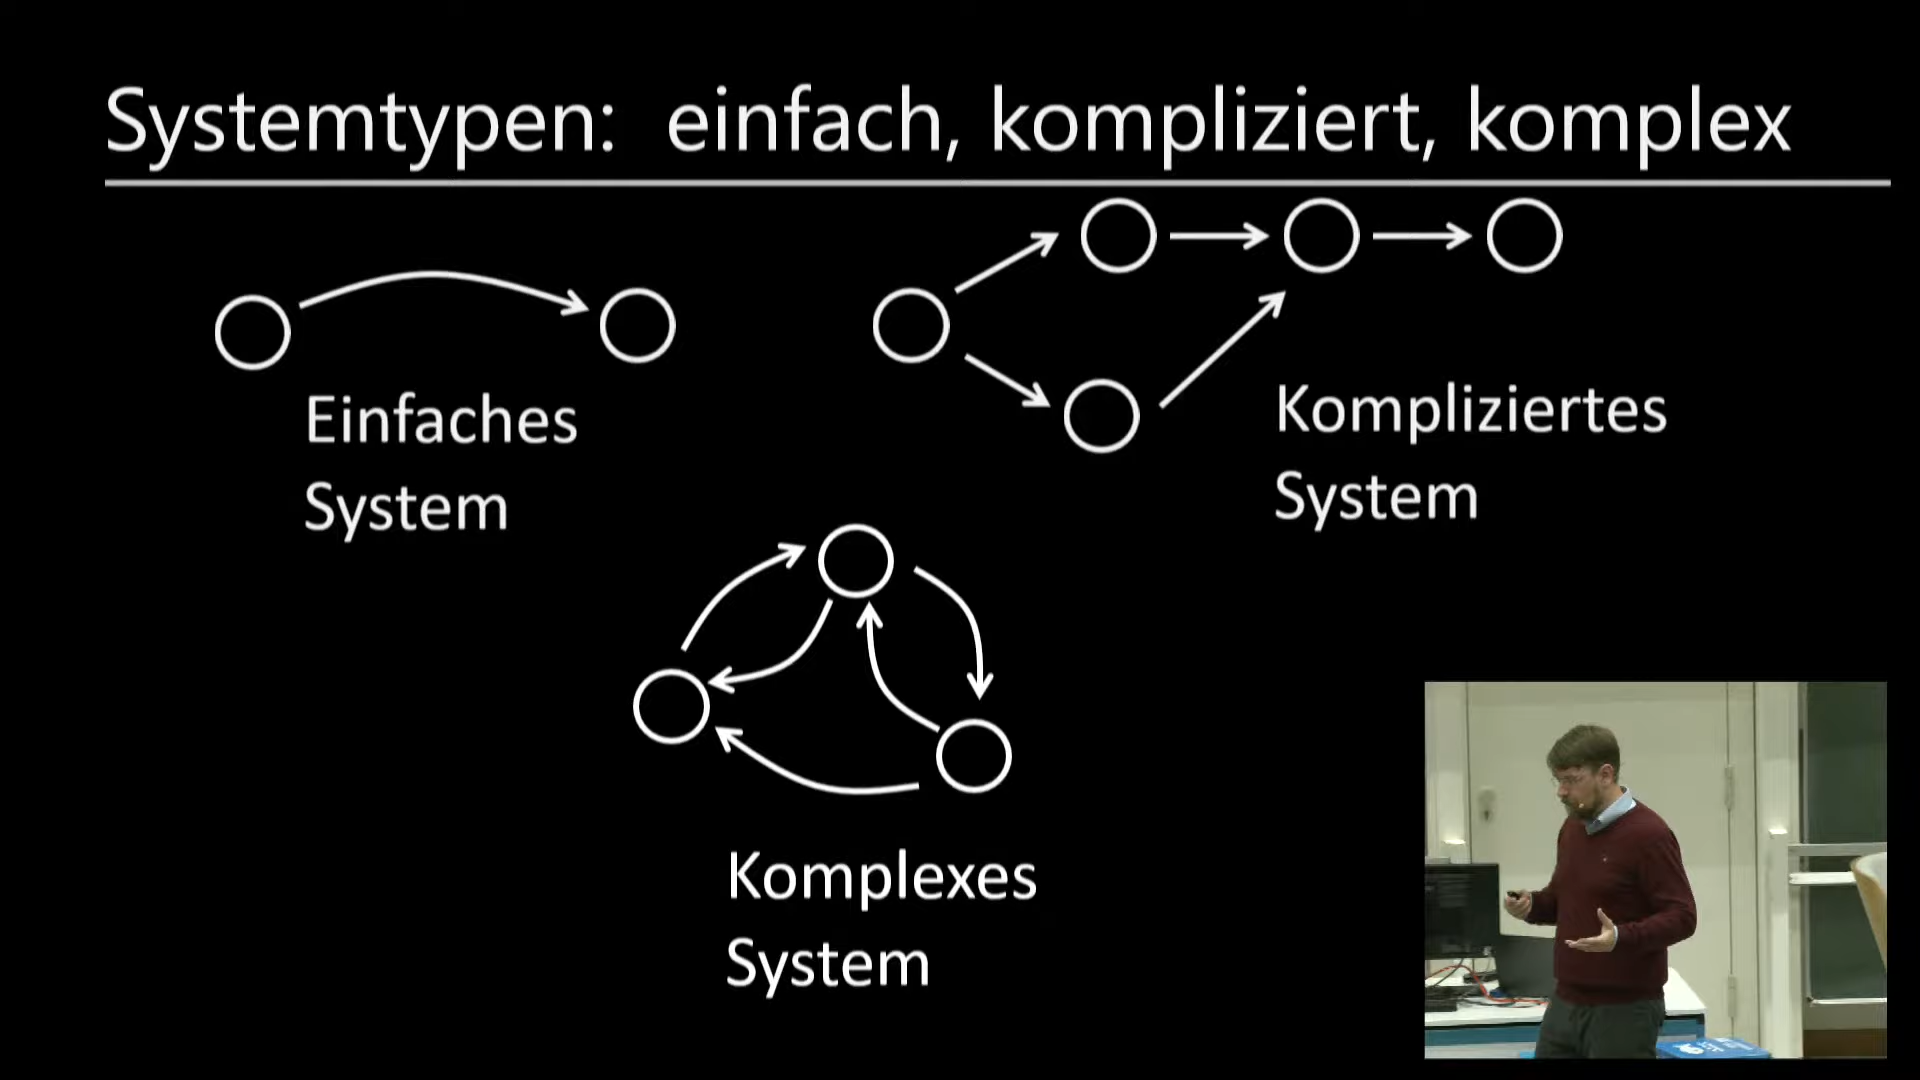 Systemtypen: einfach, kompliziert, komplex
Einfaches
System
Kompliziertes
System
Komplexes
System